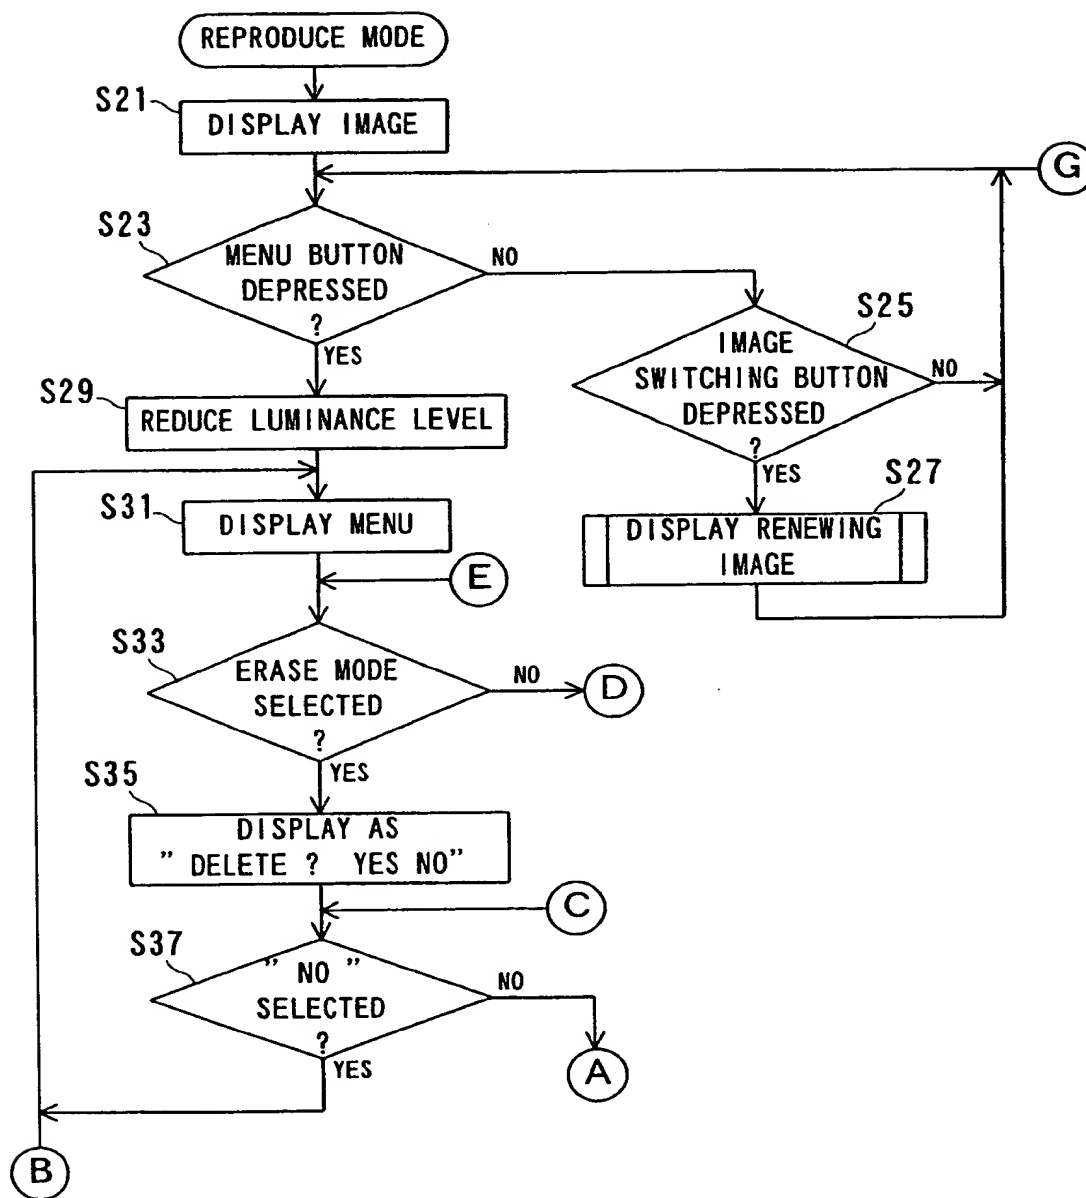 REPRODUCE MODE
S21
DISPLAY IMAGE
G
S23
MENU BUTTON
DEPRESSED
?
NO
YES
S25
IMAGE
SWITCHING BUTTON
DEPRESSED
?
NO
YES
S29
REDUCE LUMINANCE LEVEL
S27
DISPLAY RENEWING
IMAGE
S31
DISPLAY MENU
E
S33
ERASE MODE
SELECTED
?
NO
D
YES
S35
DISPLAY AS
" DELETE ? YES NO"
C
S37
" NO "
SELECTED
?
NO
A
YES
B